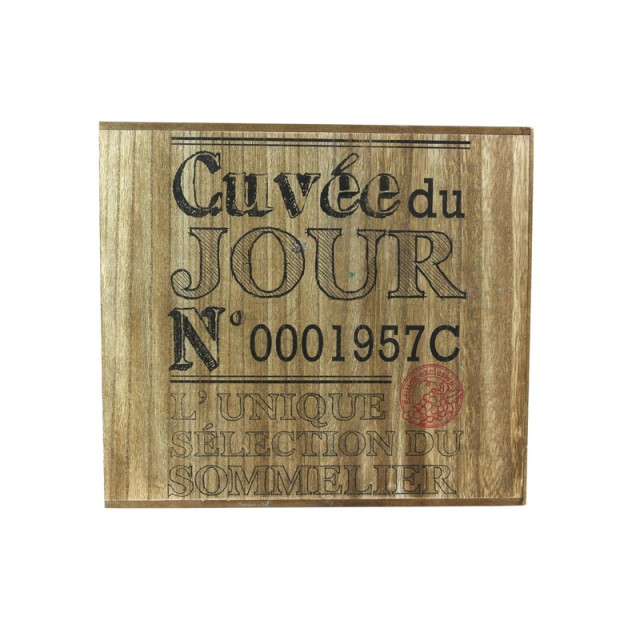 Cuvée du
JOUR
N° 0001957C
L'UNIQUE
SÉLECTION DU
SOMMELIER